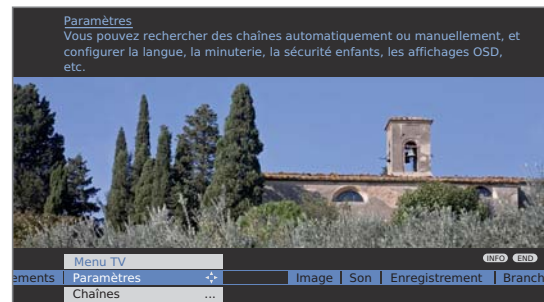 Paramètres
Vous pouvez rechercher des chaînes automatiquement ou manuellement, et
configurer la langue, la minuterie, la sécurité enfants, les affichages OSD,
etc.
Menu TV
INFO END
ements Paramètres Image Son Enregistrement Branch
Chaînes ...